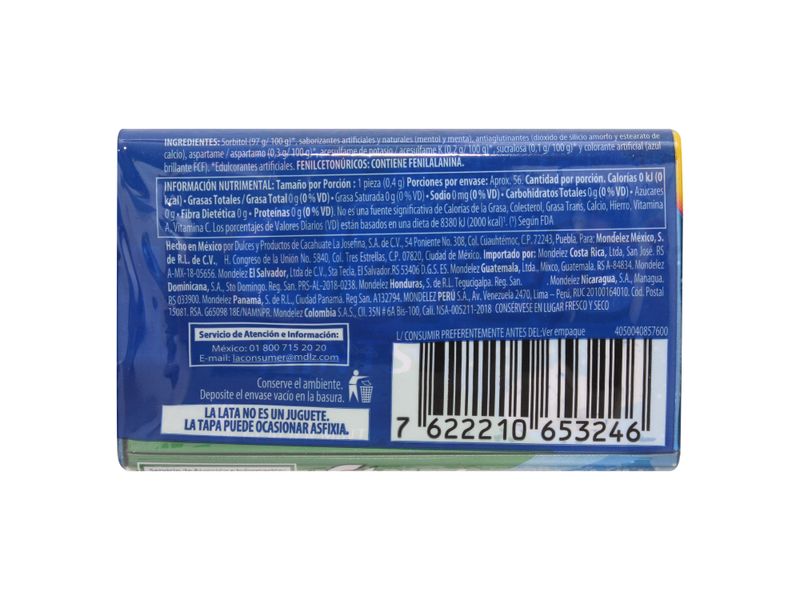 INGREDIENTES: Sorbitol (97 g/ 100 g)*, saborizantes artificiales y naturales (mentol y menta), antiaglutinantes (dióxido de silicio amorfo y estearato de
calcio), aspartame / aspartamo (0,3 g/ 100 g)*, acesulfame de potasio / acesulfame K (0,2 g/ 100 g)*, sucralosa (0,1 g/ 100 g)* y colorante artificial (azul
brillante FCF). *Edulcorantes artificiales. FENILCETONÚRICOS: CONTIENE FENILALANINA.
INFORMACIÓN NUTRIMENTAL: Tamaño por Porción : 1 pieza (0,4 g) Porciones por envase: Aprox. 56. Cantidad por porción. Calorías 0 kJ (0
kcal) • Grasas Totales / Grasa Total 0 g (0 % VD) • Grasa Saturada 0 g (0 % VD) • Sodio 0 mg (0 % VD) • Carbohidratos Totales 0 g (0 % VD) • Azúcares
0 g • Fibra Dietética 0 g • Proteínas 0 g (0 % VD). No es una fuente significativa de Calorías de la Grasa, Colesterol, Grasa Trans, Calcio, Hierro, Vitamina
A, Vitamina C. Los porcentajes de Valores Diarios (VD) están basados en una dieta de 8380 kJ (2000 kcal)¹. (¹) Según FDA
Hecho en México por Dulces y Productos de Cacahuate La Josefina, S.A. de C.V., 54 Poniente No. 308, Col. Cuauhtémoc, C.P. 72243, Puebla, Para: Mondelez México, S.
de R.L. de C.V., H. Congreso de la Unión No. 5840, Col. Tres Estrellas, C.P. 07820, Ciudad de México. Importado por: Mondelez Costa Rica, Ltda, San José. RS
A-MX-18-05656. Mondelez El Salvador, Ltda de C.V., Sta Tecla, El Salvador. RS 53406 D.G.S. E.S. Mondelez Guatemala, Ltda, Mixco, Guatemala. RS A-84834. Mondelez
Dominicana, S.A., Sto Domingo. Reg. San. PRS-AL-2018-0238. Mondelez Honduras, S. de R.L. Tegucigalpa. Reg. San. . Mondelez Nicaragua, S.A., Managua.
RS 033900. Mondelez Panamá, S. de R.L., Ciudad Panamá. Reg San. A132794. MONDELEZ PERÚ S.A., Av. Venezuela 2470, Lima – Perú, RUC 20100164010. Cód. Postal
15081. RSA. G6509818E/NAMNPR. Mondelez Colombia S.A.S., Cll. 35N # 6A Bis-100, Cali. NSA-005211-2018 CONSÉRVESE EN LUGAR FRESCO Y SECO
Servicio de Atención e Información:
México: 01 800 715 20 20
E-mail: laconsumer@mdlz.com
Conserve el ambiente.
Deposite el envase vacío en la basura.
LA LATA NO ES UN JUGUETE.
LA TAPA PUEDE OCASIONAR ASFIXIA.
L/ CONSUMIR PREFERENTEMENTE ANTES DEL: Ver empaque 4050040857600
7 622210 653246